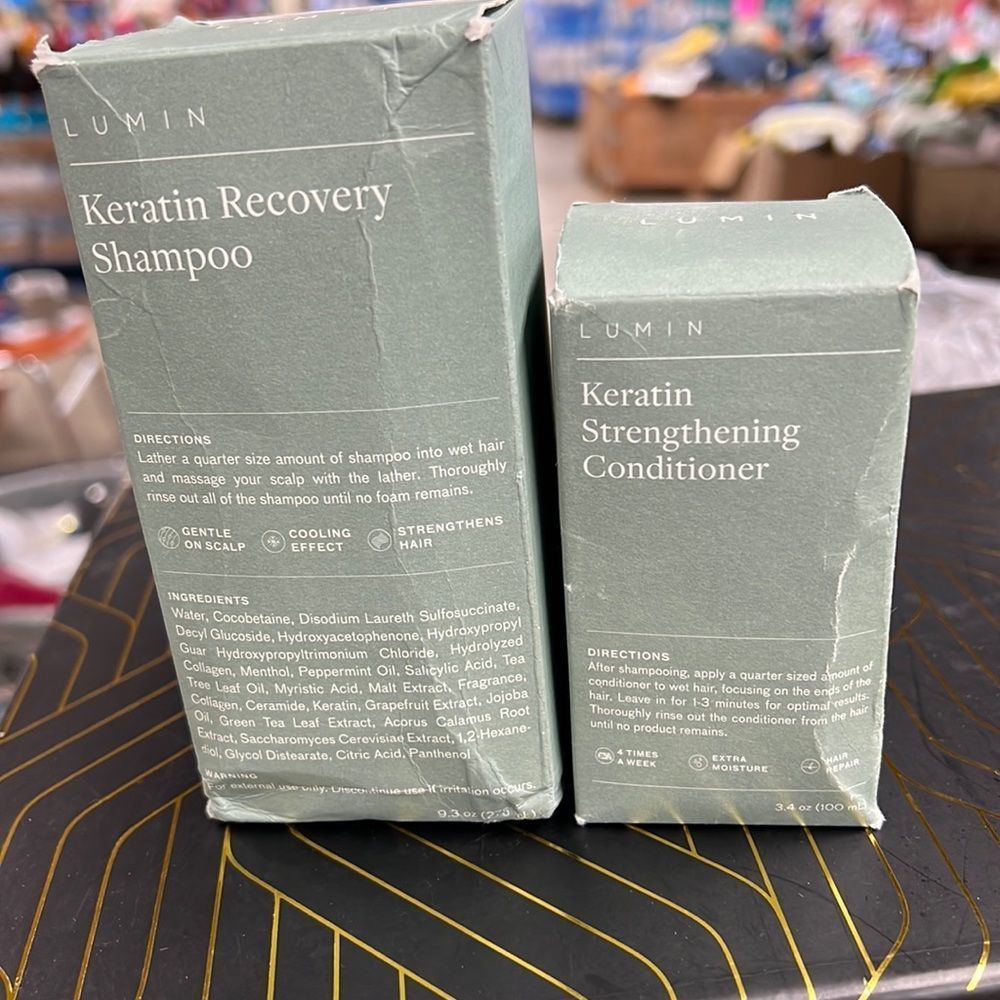 LUMIN
Keratin Recovery
Shampoo
DIRECTIONS
Lather a quarter size amount of shampoo into wet hair
and massage your scalp with the lather. Thoroughly
rinse out all of the shampoo until no foam remains.
GENTLE
ON SCALP
COOLING
EFFECT
STRENGTHENS
HAIR
INGREDIENTS
Water, Cocobetaine, Disodium Laureth Sulfosuccinate,
Decyl Glucoside, Hydroxyacetophenone, Hydroxypropyl
Guar Hydroxypropyltrimonium Chloride, Hydrolyzed
Collagen, Menthol, Peppermint Oil, Salicylic Acid, Tea
Tree Leaf Oil, Myristic Acid, Malt Extract, Fragrance,
Collagen, Ceramide, Keratin, Grapefruit Extract, Jojoba
Oil, Green Tea Leaf Extract, Acorus Calamus Root
Extract, Saccharomyces Cerevisiae Extract, 1,2-Hexane-
diol, Glycol Distearate, Citric Acid, Panthenol
WARNING
For external use only. Discontinue use if irritation occurs.
9.3 oz
LUMIN
LUMIN
Keratin
Strengthening
Conditioner
DIRECTIONS
After shampooing, apply a quarter sized amount of
conditioner to wet hair, focusing on the ends of the
hair. Leave in for 1-3 minutes for optimal results.
Thoroughly rinse out the conditioner from the hair
until no product remains.
4 TIMES
A WEEK
EXTRA
MOISTURE
HAIR
REPAIR
3.4 oz (100 mL)